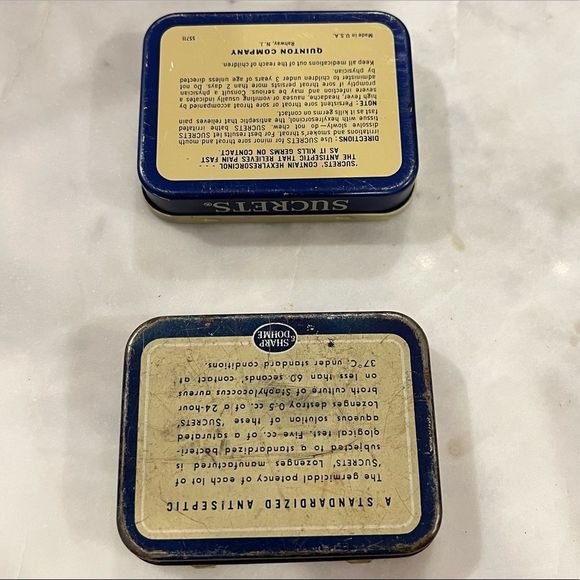 'SUCRETS' CONTAIN HEXYLRESORCINOL . . .
THE ANTISEPTIC THAT RELIEVES PAIN FAST
AS IT KILLS GERMS ON CONTACT.
DIRECTIONS: Use SUCRETS for minor sore throat and mouth
irritations and smoker's throat. For best results let SUCRETS
dissolve slowly—do not chew. SUCRETS bathe irritated
tissue with hexylresorcinol, the antiseptic that relieves pain
fast as it kills germs on contact.
NOTE: Persistent sore throat or sore throat accompanied by
high fever, headache, nausea or vomiting usually indicates a
severe infection and may be serious. Consult a physician
promptly if sore throat persists more than 2 days. Do not
administer to children under 3 years of age unless directed
by physician.
Keep all medications out of the reach of children.
QUINTON COMPANY
Rahway, N. J.
Made in U.S.A.
55711
SUCRETS®
A STANDARDIZED ANTISEPTIC
The germicidal potency of each lot of
'SUCRETS' Lozenges manufactured is
subjected to a standardized bacteri-
ological test. Five cc. of a saturated
aqueous solution of these 'SUCRETS'
Lozenges destroy 0.5 cc. of a 24-hour
broth culture of Staphylococcus aureus
on less than 60 seconds' contact at
37°C. under standard conditions.
SHARP
& DOHME